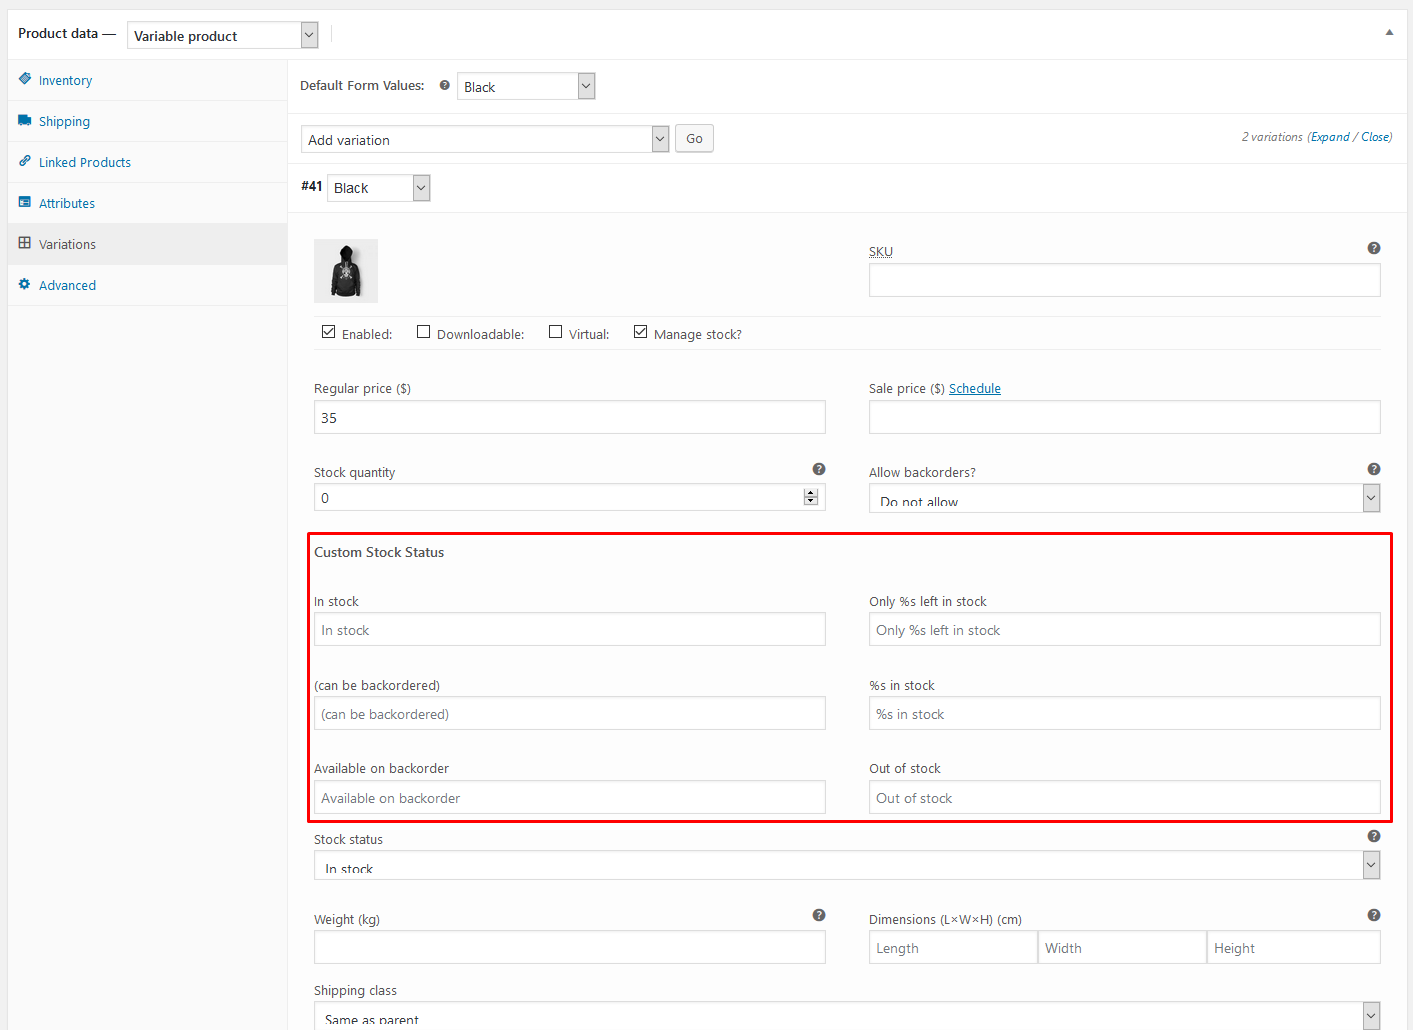 Product data — Variable product
Inventory
Shipping
Linked Products
Attributes
Variations
Advanced
Default Form Values: ? Black
Add variation Go 2 variations (Expand / Close)
#41 Black
SKU ?
Enabled: Downloadable: Virtual: Manage stock?
Regular price ($) Sale price ($) Schedule
35
Stock quantity ? Allow backorders? ?
0 Do not allow
Custom Stock Status
In stock Only %s left in stock
In stock Only %s left in stock
(can be backordered) %s in stock
(can be backordered) %s in stock
Available on backorder Out of stock
Available on backorder Out of stock
Stock status ?
In stock
Weight (kg) ? Dimensions (L×W×H) (cm) ?
Length Width Height
Shipping class
Same as parent